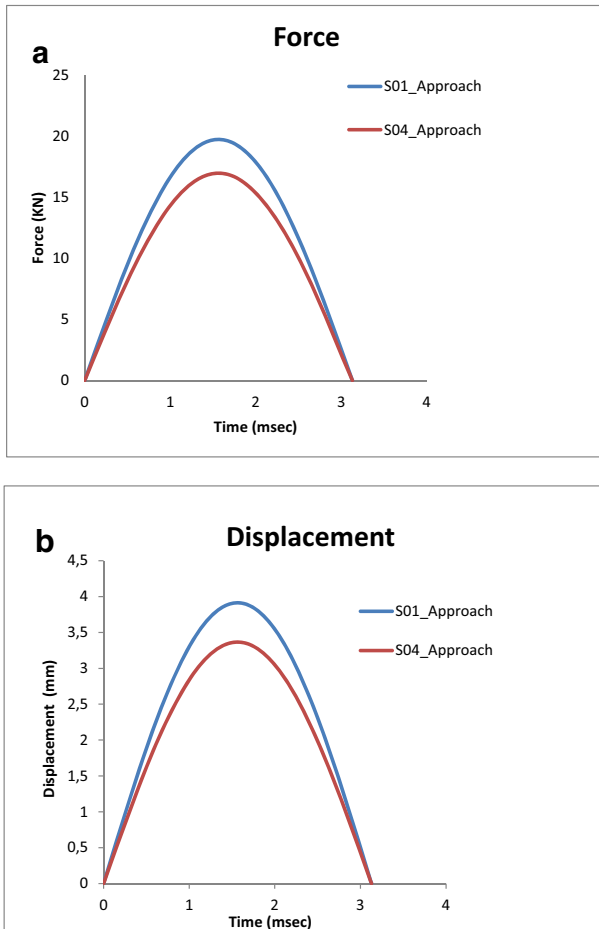 a
Force
25
20
15
10
5
0
Force (KN)
S01_Approach
S04_Approach
0 1 2 3 4
Time (msec)
b
Displacement
4,5
4
3,5
3
2,5
2
1,5
1
0,5
0
Displacement (mm)
S01_Approach
S04_Approach
0 1 2 3 4
Time (msec)